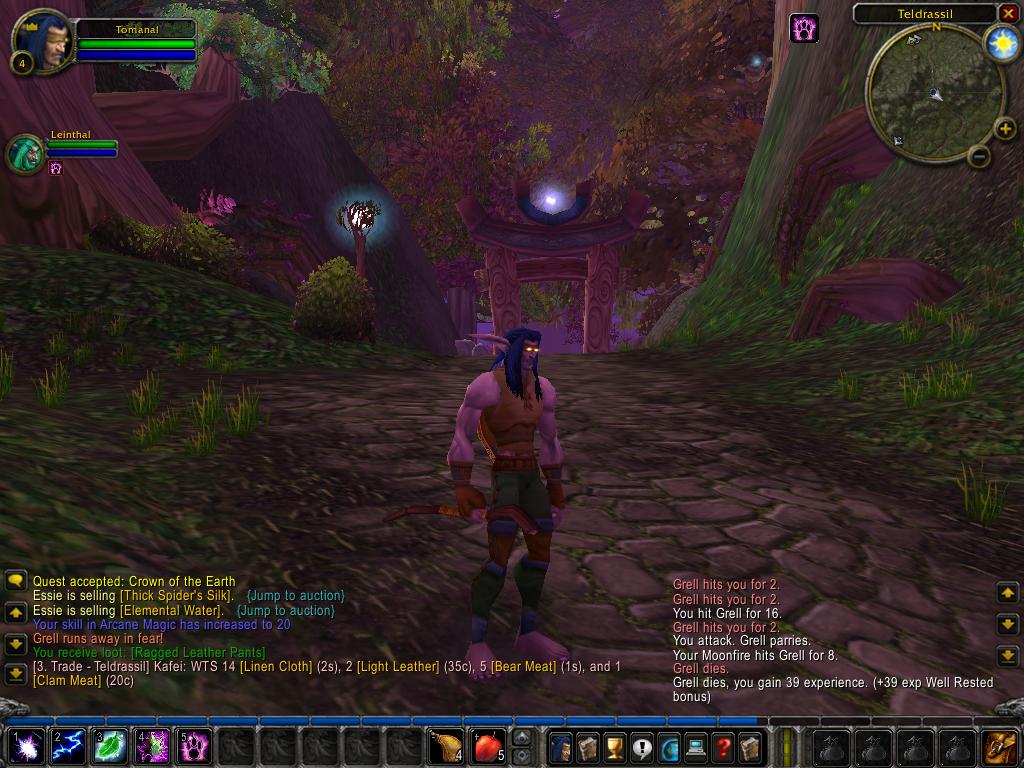 Tomanal
4
Leinthal
Teldrassil
N
Quest accepted: Crown of the Earth
Essie is selling [Thick Spider's Silk]. {Jump to auction}
Essie is selling [Elemental Water]. {Jump to auction}
Your skill in Arcane Magic has increased to 20
Grell runs away in fear!
You receive loot: [Ragged Leather Pants]
[3. Trade - Teldrassil] Kafei: WTS 14 [Linen Cloth] (2s), 2 [Light Leather] (35c), 5 [Bear Meat] (1s), and 1
[Clam Meat] (20c)
Grell hits you for 2.
Grell hits you for 2.
You hit Grell for 16.
Grell hits you for 2.
You attack. Grell parries.
Your Moonfire hits Grell for 8.
Grell dies.
Grell dies, you gain 39 experience. (+39 exp Well Rested
bonus)
1 2 3 4 5 4 5